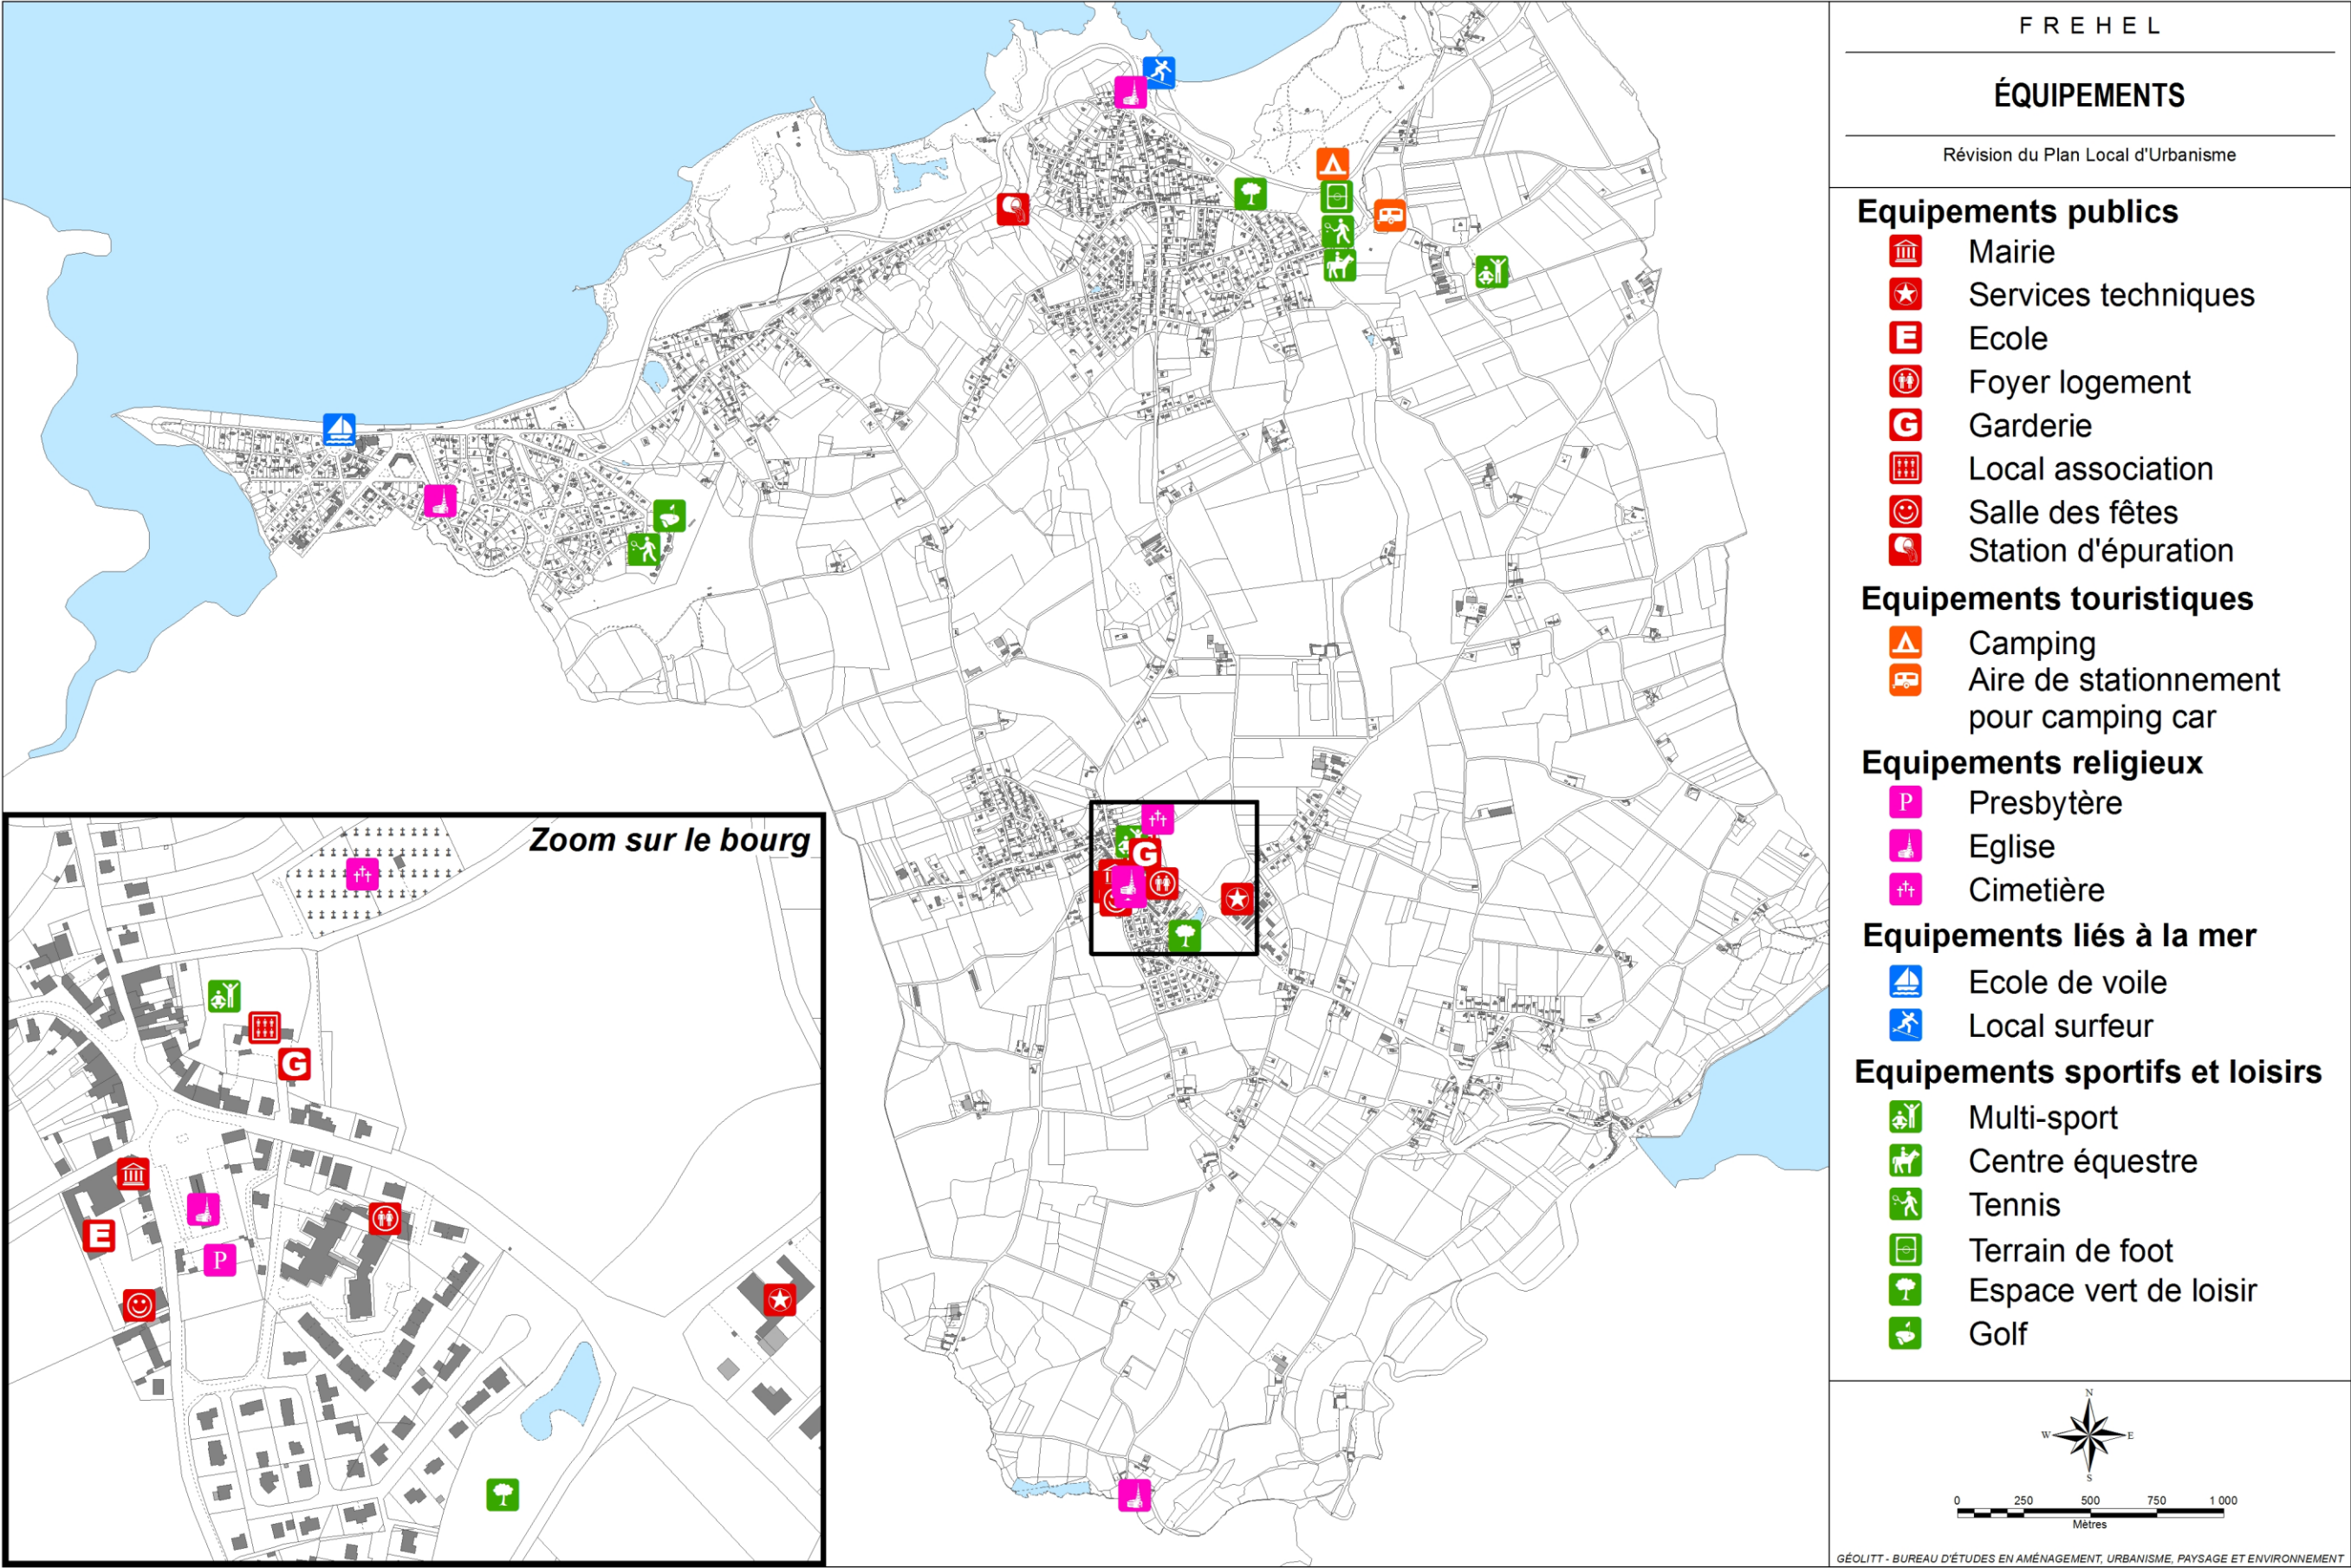 FREHEL
ÉQUIPEMENTS
Révision du Plan Local d'Urbanisme
Equipements publics
Mairie
Services techniques
E Ecole
Foyer logement
G Garderie
Local association
Salle des fêtes
Station d'épuration
Equipements touristiques
Camping
Aire de stationnement
pour camping car
Equipements religieux
P Presbytère
Eglise
Cimetière
Equipements liés à la mer
Ecole de voile
Local surfeur
Equipements sportifs et loisirs
Multi-sport
Centre équestre
Tennis
Terrain de foot
Espace vert de loisir
Golf
N
W E
S
0 250 500 750 1 000
Mètres
GÉOLITT - BUREAU D'ÉTUDES EN AMÉNAGEMENT, URBANISME, PAYSAGE ET ENVIRONNEMENT
G
Zoom sur le bourg
G
E
P